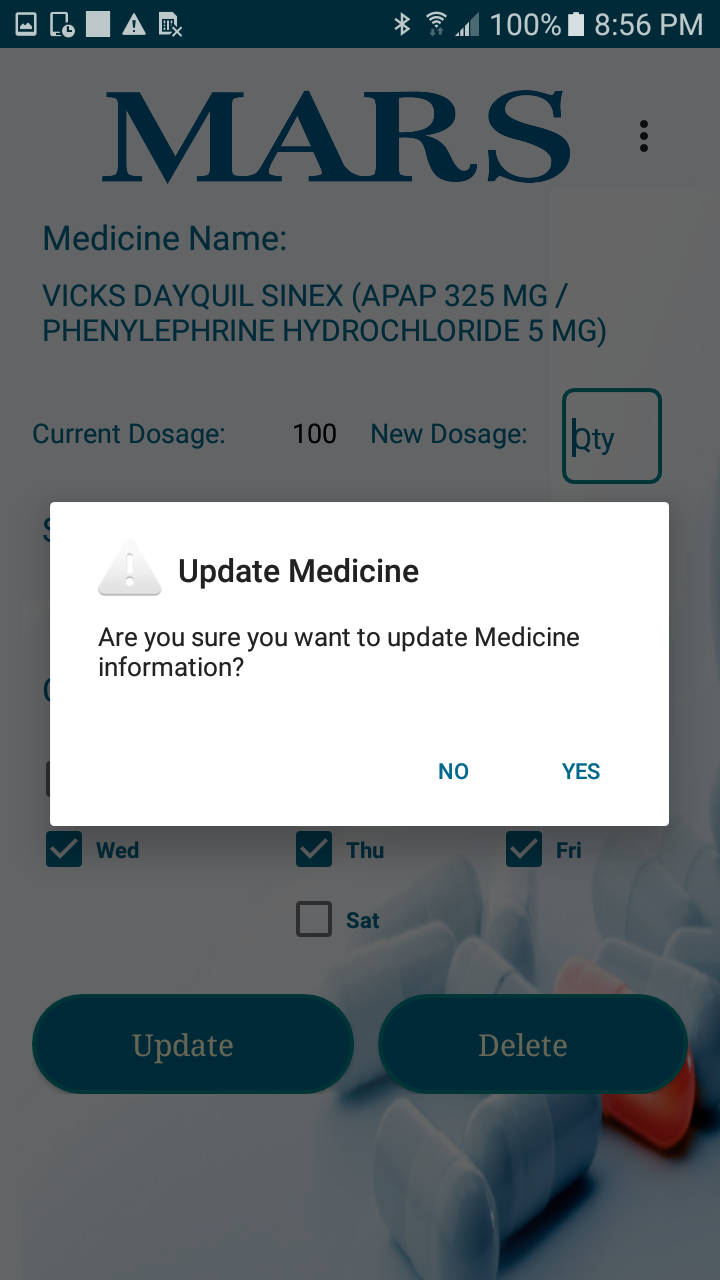 100% 8:56 PM
MARS
Medicine Name:
VICKS DAYQUIL SINEX (APAP 325 MG /
PHENYLEPHRINE HYDROCHLORIDE 5 MG)
Current Dosage: 100 New Dosage: Qty
Update Medicine
Are you sure you want to update Medicine
information?
NO YES
Wed Thu Fri
Sat
Update Delete